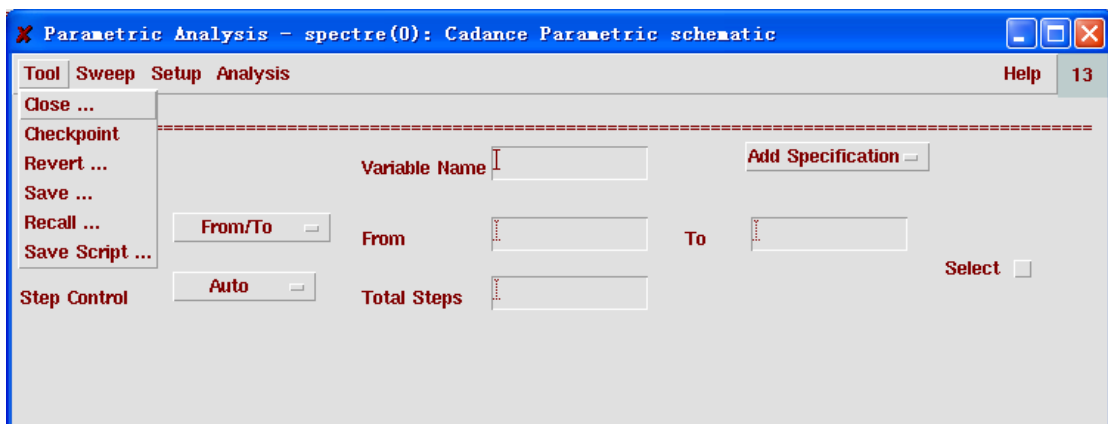 Parametric Analysis - spectre(0): Cadance Parametric schematic
Tool Sweep Setup Analysis Help 13
Close ...
Checkpoint
Revert ...
Save ...
Recall ...
Save Script ...
Variable Name Add Specification
From/To From To
Select
Step Control Auto Total Steps